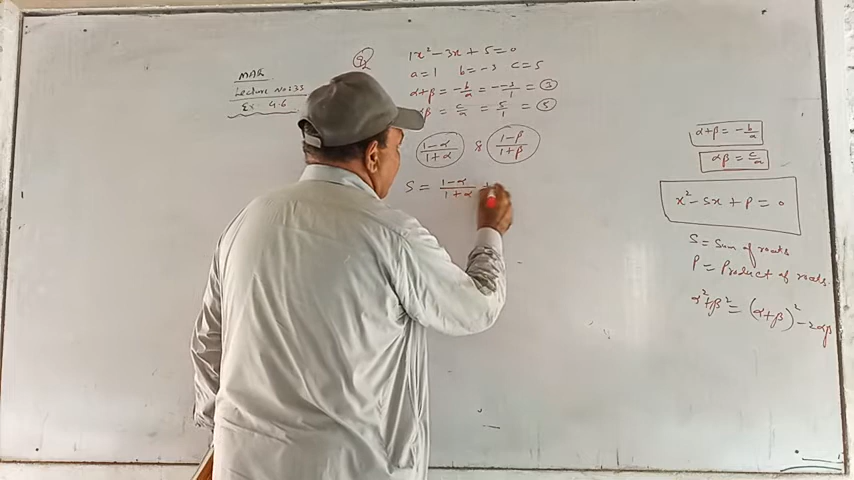 MATH
Lecture No: 33
Ex: 4.6
Q2
1x² - 3x + 5 = 0
a = 1 b = -3 c = 5
α+β = -b/a = - -3/1 = 3
αβ = c/a = 5/1 = 5
1-α/1+α & 1-β/1+β
S = 1-α/1+α +
α+β = -b/a
αβ = c/a
x² - Sx + P = 0
S = Sum of roots
P = Product of roots.
α²+β² = (α+β)² - 2αβ